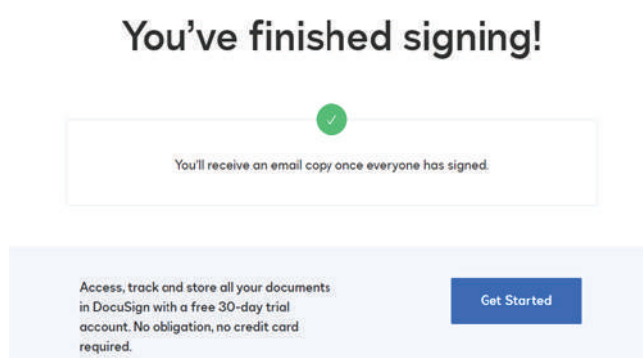 You've finished signing!
You'll receive an email copy once everyone has signed.
Access, track and store all your documents
in DocuSign with a free 30-day trial
account. No obligation, no credit card
required.
Get Started